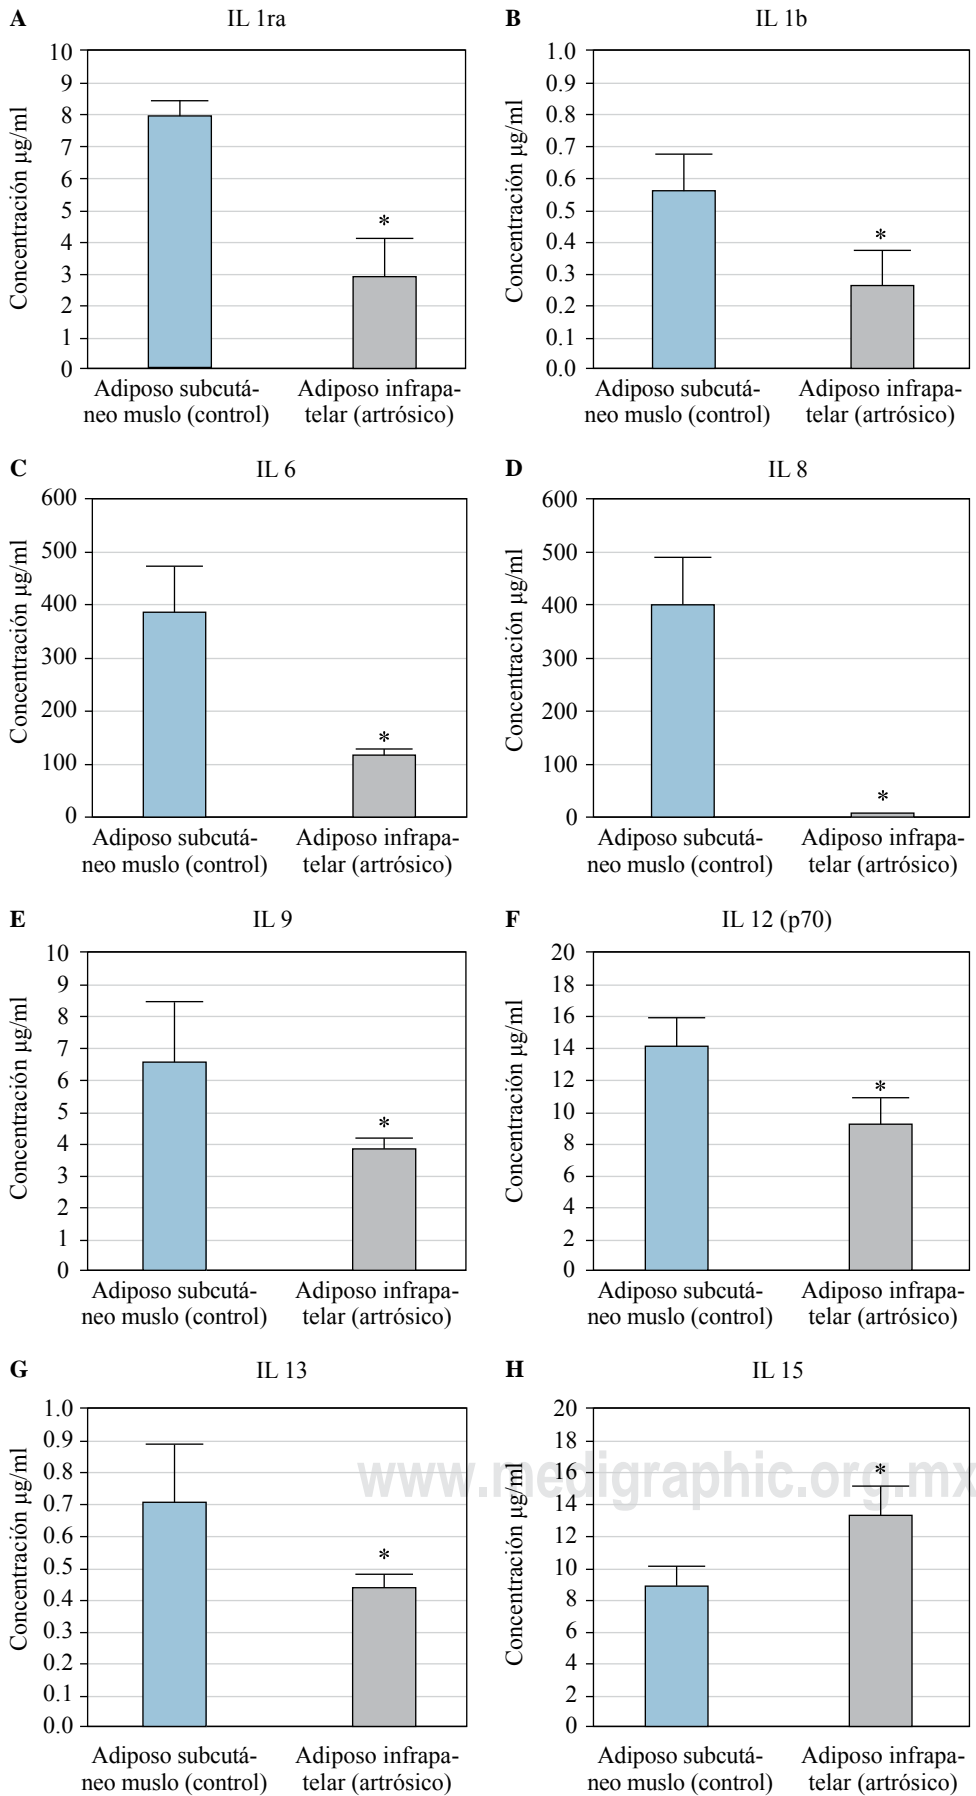 A IL 1ra
Concentración µg/ml
10
9
8
7
6
5
4
3
2
1
0
*
Adiposo subcutá-
neo muslo (control)
Adiposo infrapa-
telar (artrósico)
B IL 1b
Concentración µg/ml
1.0
0.9
0.8
0.7
0.6
0.5
0.4
0.3
0.2
0.1
0.0
*
Adiposo subcutá-
neo muslo (control)
Adiposo infrapa-
telar (artrósico)
C IL 6
Concentración µg/ml
600
500
400
300
200
100
0
*
Adiposo subcutá-
neo muslo (control)
Adiposo infrapa-
telar (artrósico)
D IL 8
Concentración µg/ml
600
500
400
300
200
100
0
*
Adiposo subcutá-
neo muslo (control)
Adiposo infrapa-
telar (artrósico)
E IL 9
Concentración µg/ml
10
9
8
7
6
5
4
3
2
1
0
*
Adiposo subcutá-
neo muslo (control)
Adiposo infrapa-
telar (artrósico)
F IL 12 (p70)
Concentración µg/ml
20
18
16
14
12
10
8
6
4
2
0
*
Adiposo subcutá-
neo muslo (control)
Adiposo infrapa-
telar (artrósico)
G IL 13
Concentración µg/ml
1.0
0.9
0.8
0.7
0.6
0.5
0.4
0.3
0.2
0.1
0.0
*
Adiposo subcutá-
neo muslo (control)
Adiposo infrapa-
telar (artrósico)
H IL 15
Concentración µg/ml
20
18
16
14
12
10
8
6
4
2
0
*
Adiposo subcutá-
neo muslo (control)
Adiposo infrapa-
telar (artrósico)
www.medigraphic.org.mx